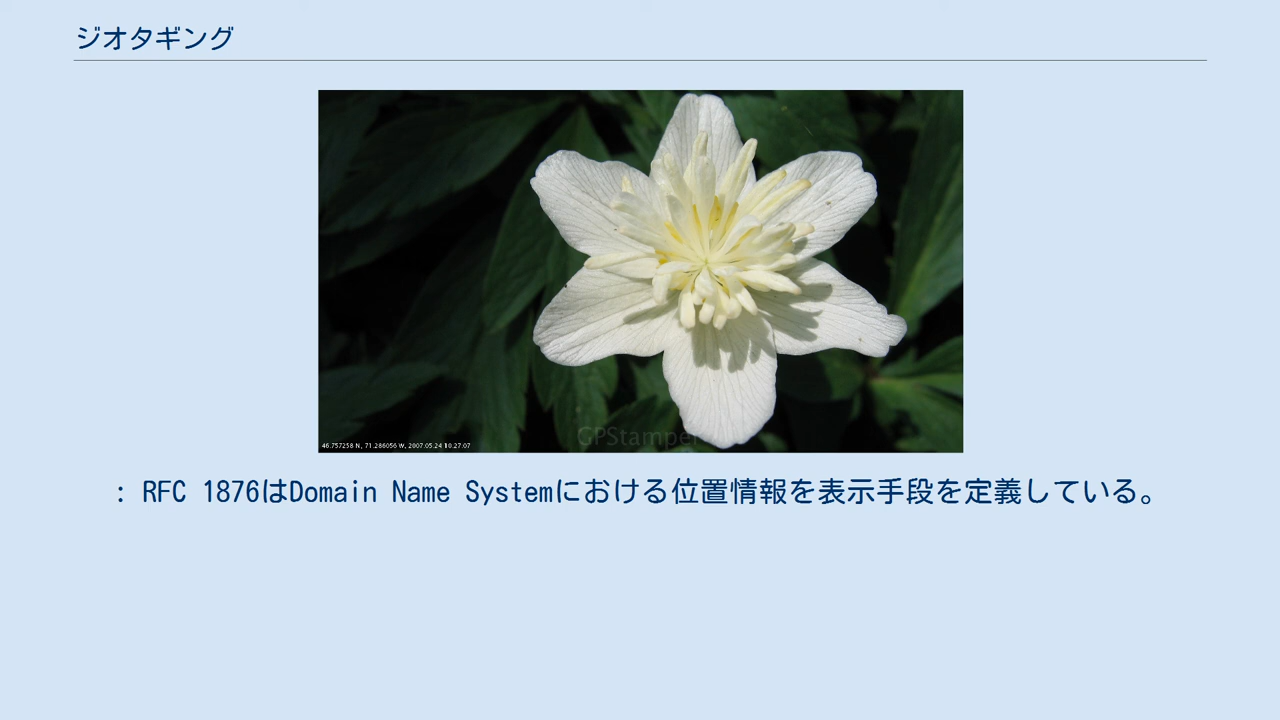 ジオタギング
GPStamper
46.757258 N, 71.286056 W, 2007.05.24 10:27:07
: RFC 1876はDomain Name Systemにおける位置情報を表示手段を定義している。